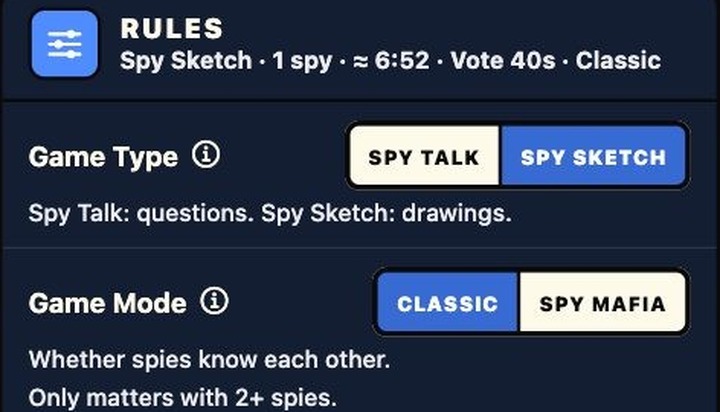 RULES
Spy Sketch · 1 spy · ≈ 6:52 · Vote 40s · Classic
Game Type
SPY TALK
SPY SKETCH
Spy Talk: questions. Spy Sketch: drawings.
Game Mode
CLASSIC
SPY MAFIA
Whether spies know each other.
Only matters with 2+ spies.